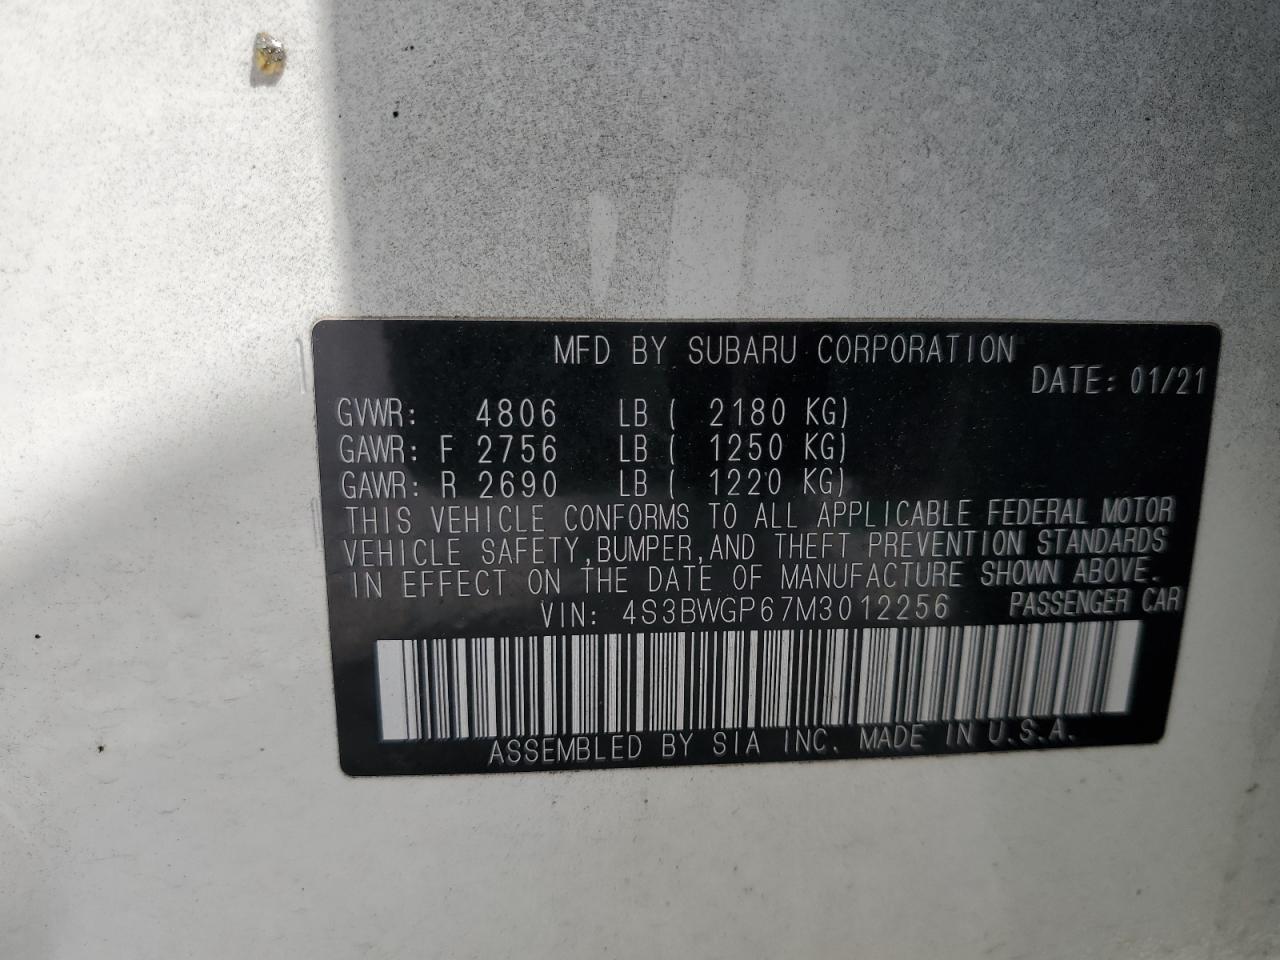 MFD BY SUBARU CORPORATION
DATE: 01/21
GVWR: 4806 LB ( 2180 KG)
GAWR: F 2756 LB ( 1250 KG)
GAWR: R 2690 LB ( 1220 KG)
THIS VEHICLE CONFORMS TO ALL APPLICABLE FEDERAL MOTOR
VEHICLE SAFETY,BUMPER,AND THEFT PREVENTION STANDARDS
IN EFFECT ON THE DATE OF MANUFACTURE SHOWN ABOVE.
VIN: 4S3BWGP67M3012256 PASSENGER CAR
ASSEMBLED BY SIA INC. MADE IN U.S.A.